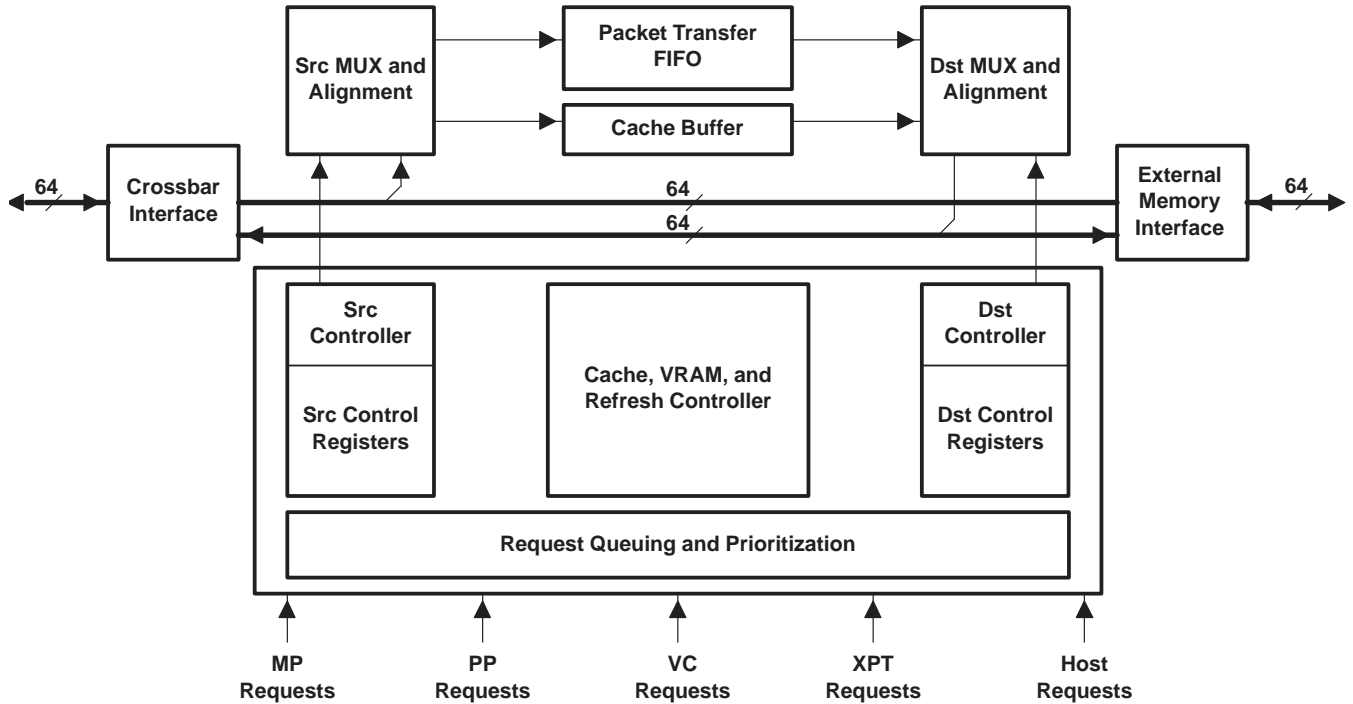 Packet Transfer
FIFO
Src MUX and
Alignment
Dst MUX and
Alignment
Cache Buffer
64
Crossbar
Interface
64
64
External
Memory
Interface
64
Src
Controller
Src Control
Registers
Cache, VRAM, and
Refresh Controller
Dst
Controller
Dst Control
Registers
Request Queuing and Prioritization
MP
Requests
PP
Requests
VC
Requests
XPT
Requests
Host
Requests